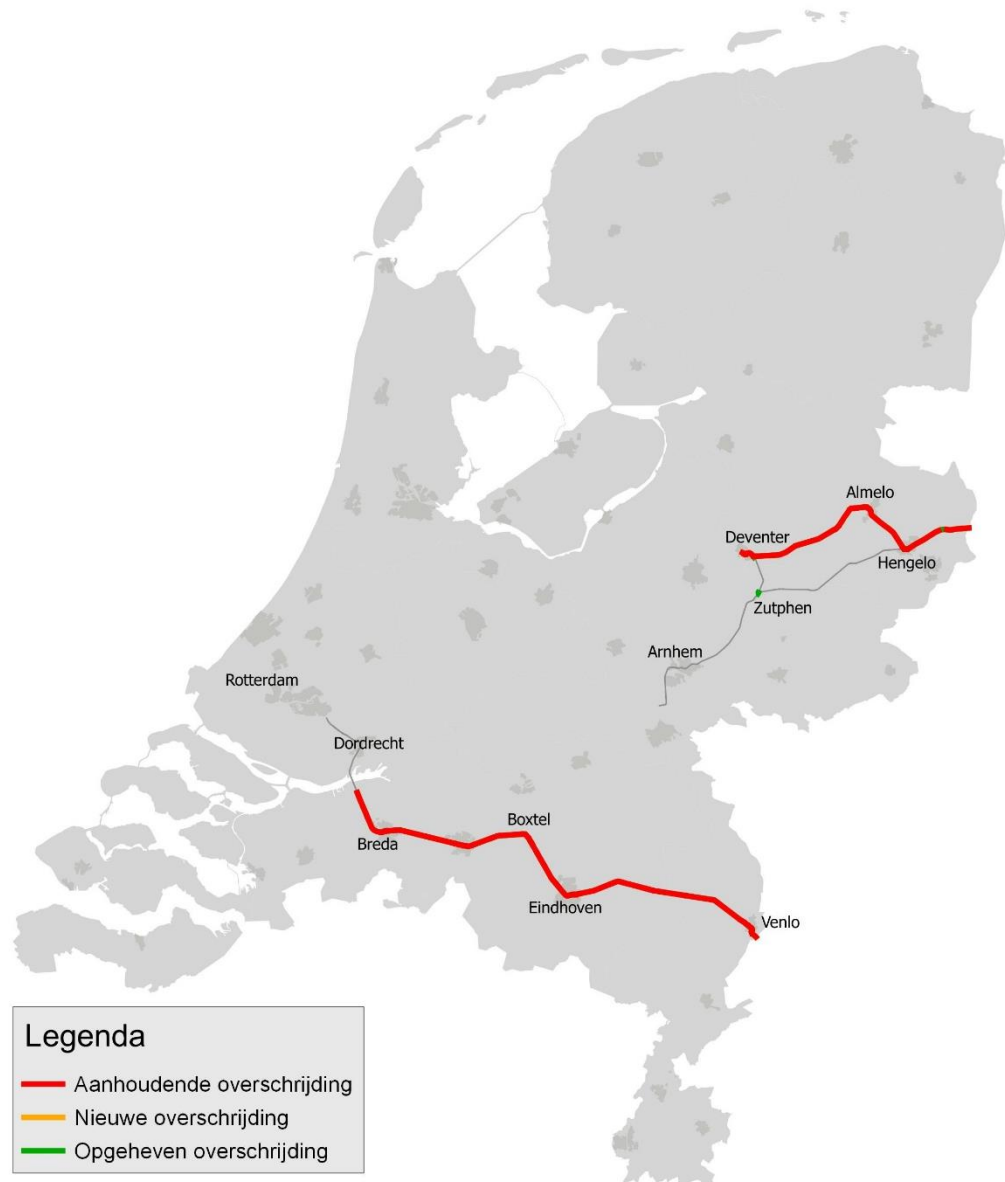 Almelo
Deventer
Hengelo
Zutphen
Arnhem
Rotterdam
Dordrecht
Boxtel
Breda
Eindhoven
Venlo
Legenda
Aanhoudende overschrijding
Nieuwe overschrijding
Opgeheven overschrijding